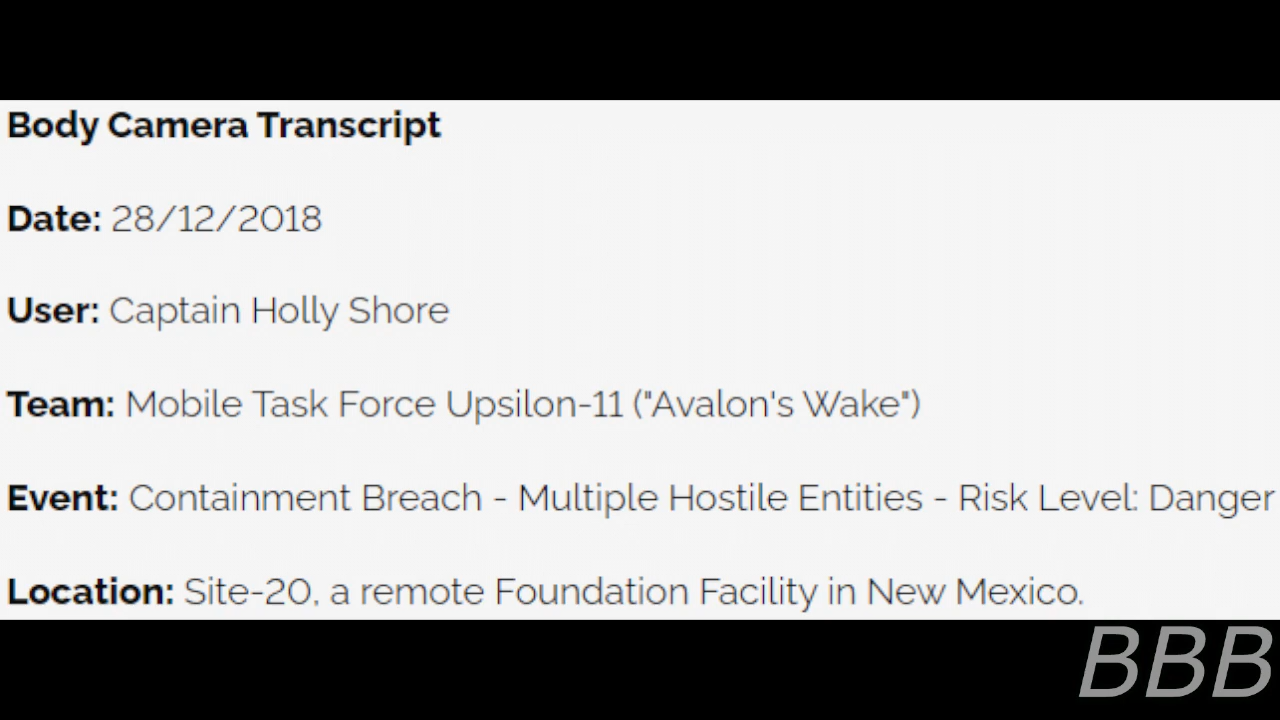 Body Camera Transcript
Date: 28/12/2018
User: Captain Holly Shore
Team: Mobile Task Force Upsilon-11 ("Avalon's Wake")
Event: Containment Breach - Multiple Hostile Entities - Risk Level: Danger
Location: Site-20, a remote Foundation Facility in New Mexico.
BBB